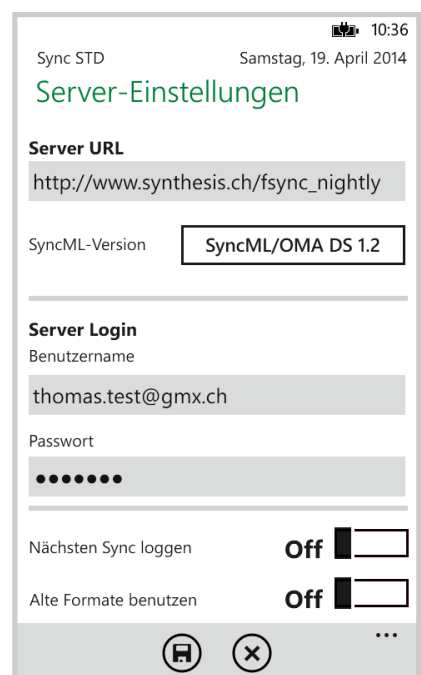 10:36
Sync STD Samstag, 19. April 2014
Server-Einstellungen
Server URL
http://www.synthesis.ch/fsync_nightly
SyncML-Version SyncML/OMA DS 1.2
Server Login
Benutzername
thomas.test@gmx.ch
Passwort
●●●●●●●
Nächsten Sync loggen Off
Alte Formate benutzen Off
...